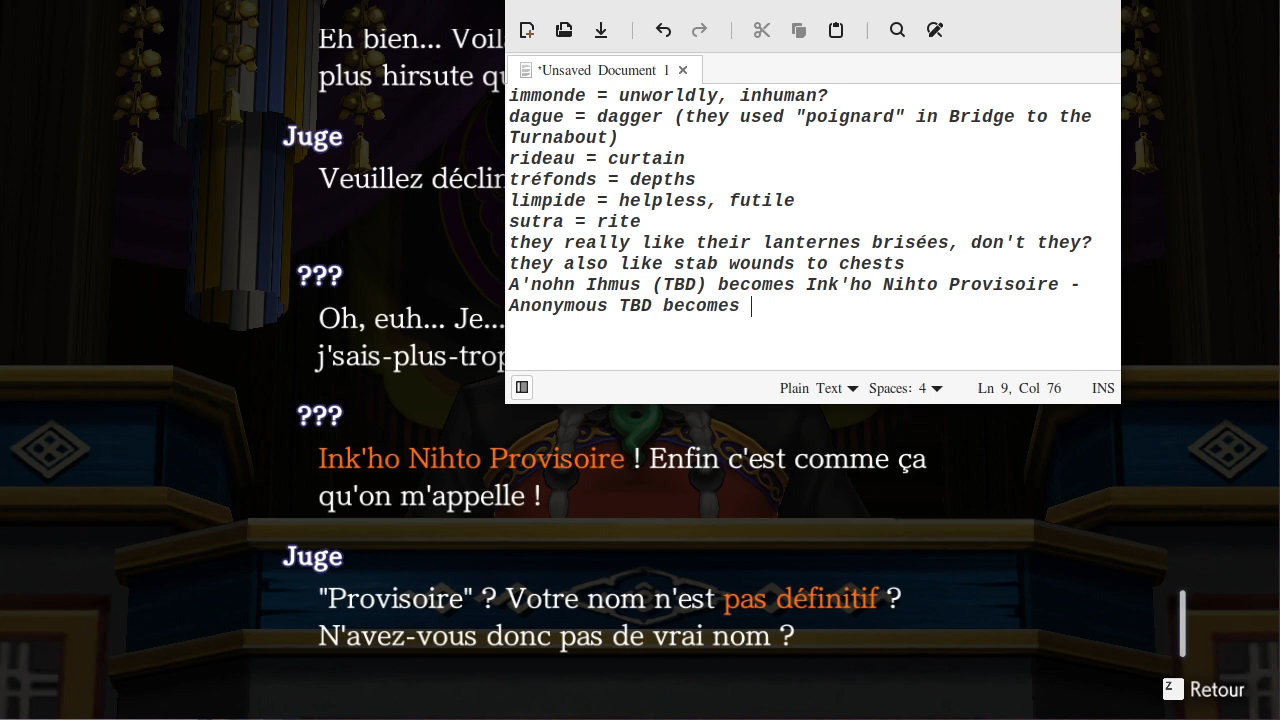 Eh bien... Voil
plus hirsute qu
Juge
Veuillez déclin
???
Oh, euh... Je...
j'sais-plus-trop
???
Ink'ho Nihto Provisoire ! Enfin c'est comme ça
qu'on m'appelle !
Juge
"Provisoire" ? Votre nom n'est pas définitif ?
N'avez-vous donc pas de vrai nom ?
Z Retour
*Unsaved Document 1
immonde = unworldly, inhuman?
dague = dagger (they used "poignard" in Bridge to the
Turnabout)
rideau = curtain
tréfonds = depths
limpide = helpless, futile
sutra = rite
they really like their lanternes brisées, don't they?
they also like stab wounds to chests
A'nohn Ihmus (TBD) becomes Ink'ho Nihto Provisoire -
Anonymous TBD becomes
Plain Text Spaces: 4 Ln 9, Col 76 INS